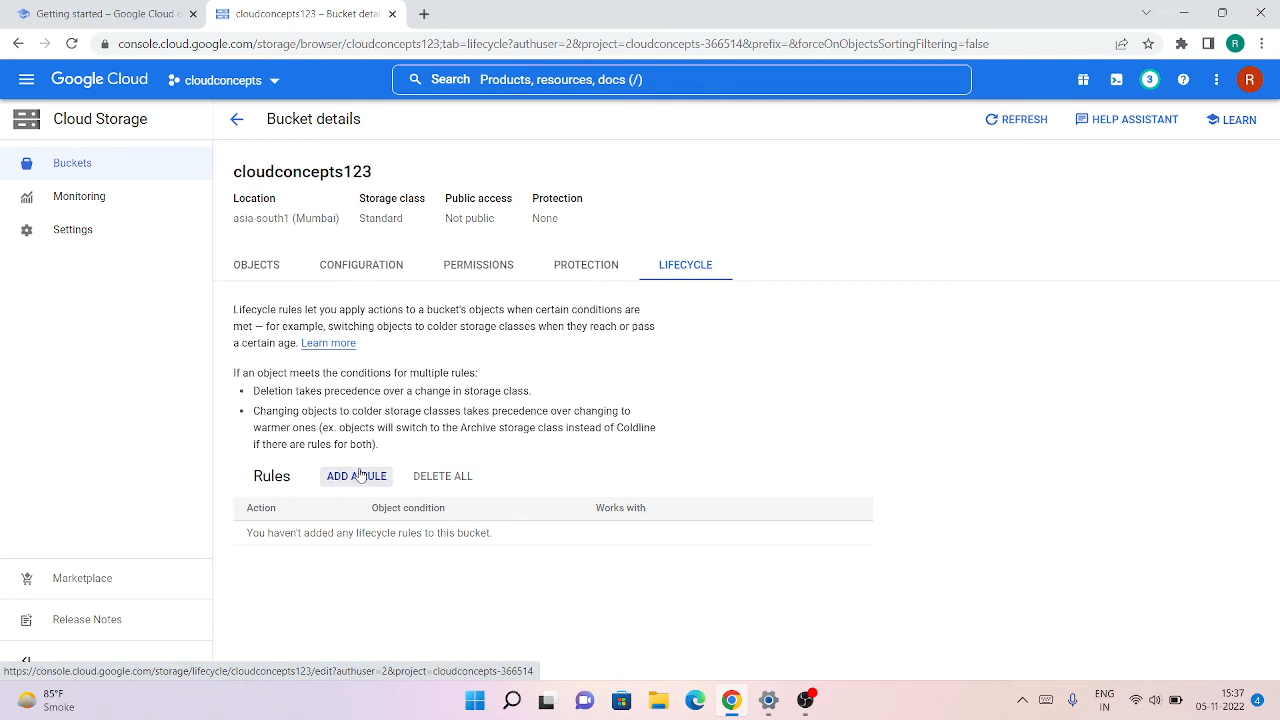 Getting started – Google Cloud c
cloudconcepts123 – Bucket detai
console.cloud.google.com/storage/browser/cloudconcepts123;tab=lifecycle?authuser=2&project=cloudconcepts-366514&prefix=&forceOnObjectsSortingFiltering=false
R
Google Cloud
cloudconcepts
Search Products, resources, docs (/)
3
R
Cloud Storage
Bucket details
REFRESH
HELP ASSISTANT
LEARN
Buckets
Monitoring
Settings
cloudconcepts123
Location Storage class Public access Protection
asia-south1 (Mumbai) Standard Not public None
OBJECTS CONFIGURATION PERMISSIONS PROTECTION LIFECYCLE
Lifecycle rules let you apply actions to a bucket's objects when certain conditions are
met — for example, switching objects to colder storage classes when they reach or pass
a certain age. Learn more
If an object meets the conditions for multiple rules:
• Deletion takes precedence over a change in storage class.
• Changing objects to colder storage classes takes precedence over changing to
warmer ones (ex. objects will switch to the Archive storage class instead of Coldline
if there are rules for both).
Rules ADD A RULE DELETE ALL
Action Object condition Works with
You haven't added any lifecycle rules to this bucket.
Marketplace
Release Notes
https://console.cloud.google.com/storage/lifecycle/cloudconcepts123/edit?authuser=2&project=cloudconcepts-366514
85°F
Smoke
ENG
IN
15:37
05-11-2022
4